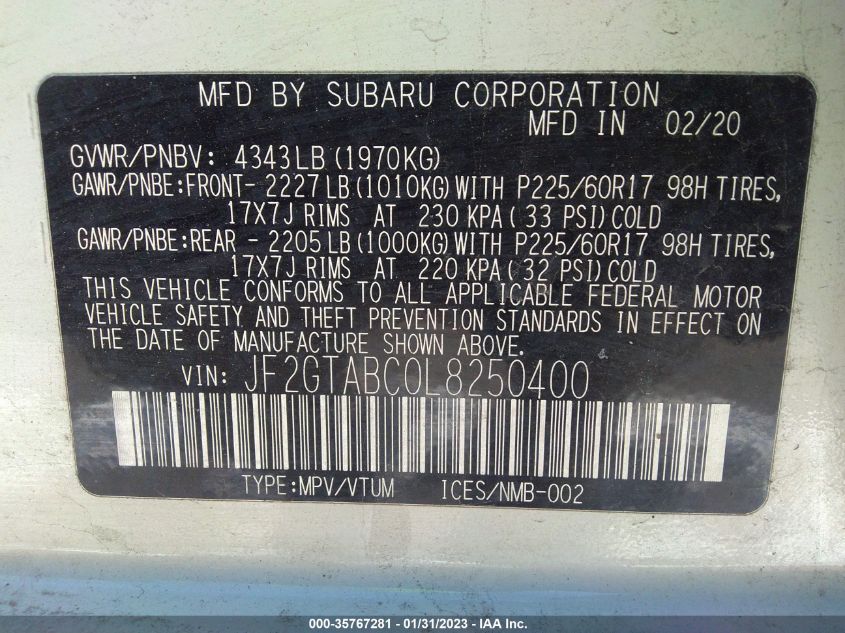 MFD BY SUBARU CORPORATION
MFD IN 02/20
GVWR/PNBV: 4343LB (1970KG)
GAWR/PNBE:FRONT- 2227LB(1010KG)WITH P225/60R17 98H TIRES,
17X7J RIMS AT 230 KPA( 33 PSI)COLD
GAWR/PNBE:REAR - 2205LB(1000KG)WITH P225/60R17 98H TIRES,
17X7J RIMS AT 220 KPA( 32 PSI)COLD
THIS VEHICLE CONFORMS TO ALL APPLICABLE FEDERAL MOTOR
VEHICLE SAFETY AND THEFT PREVENTION STANDARDS IN EFFECT ON
THE DATE OF MANUFACTURE SHOWN ABOVE.
VIN: JF2GTABC0L8250400
TYPE:MPV/VTUM ICES/NMB-002
000-35767281 - 01/31/2023 - IAAI.COM